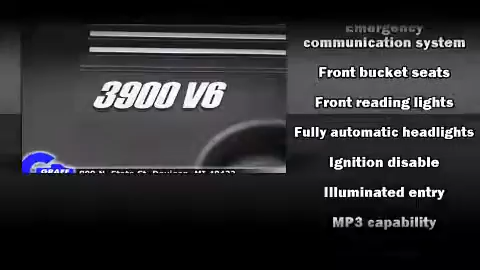 3900 V6
GRAFF
Emergency
communication system
Front bucket seats
Front reading lights
Fully automatic headlights
Ignition disable
Illuminated entry
MP3 capability